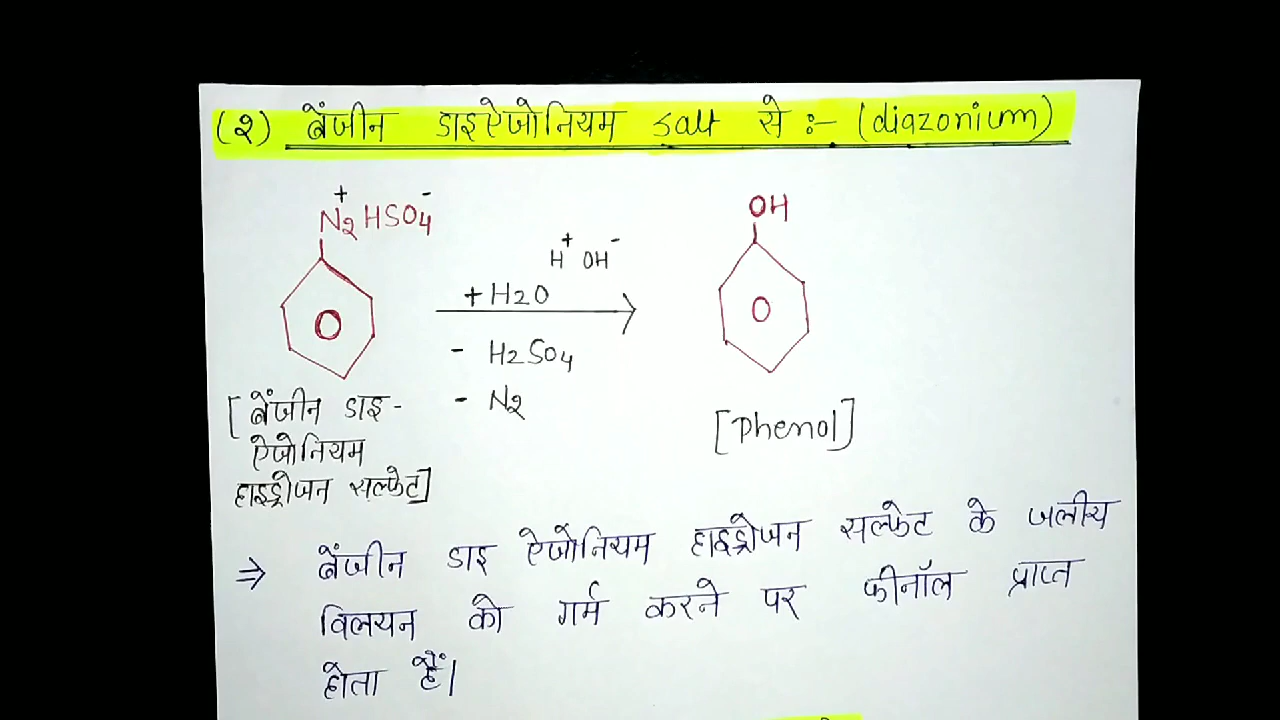 (२) बेंजीन डाइऐजोनियम salt से :- (diazonium)
N2⁺ HSO4⁻
OH
H⁺ OH⁻
+ H2O
- H2SO4
- N2
[बेंजीन डाइ-
ऐजोनियम
हाइड्रोजन सल्फेट]
[Phenol]
⇒ बेंजीन डाइ ऐजोनियम हाइड्रोजन सल्फेट के जलीय
विलयन को गर्म करने पर फीनॉल प्राप्त
होता हैं।